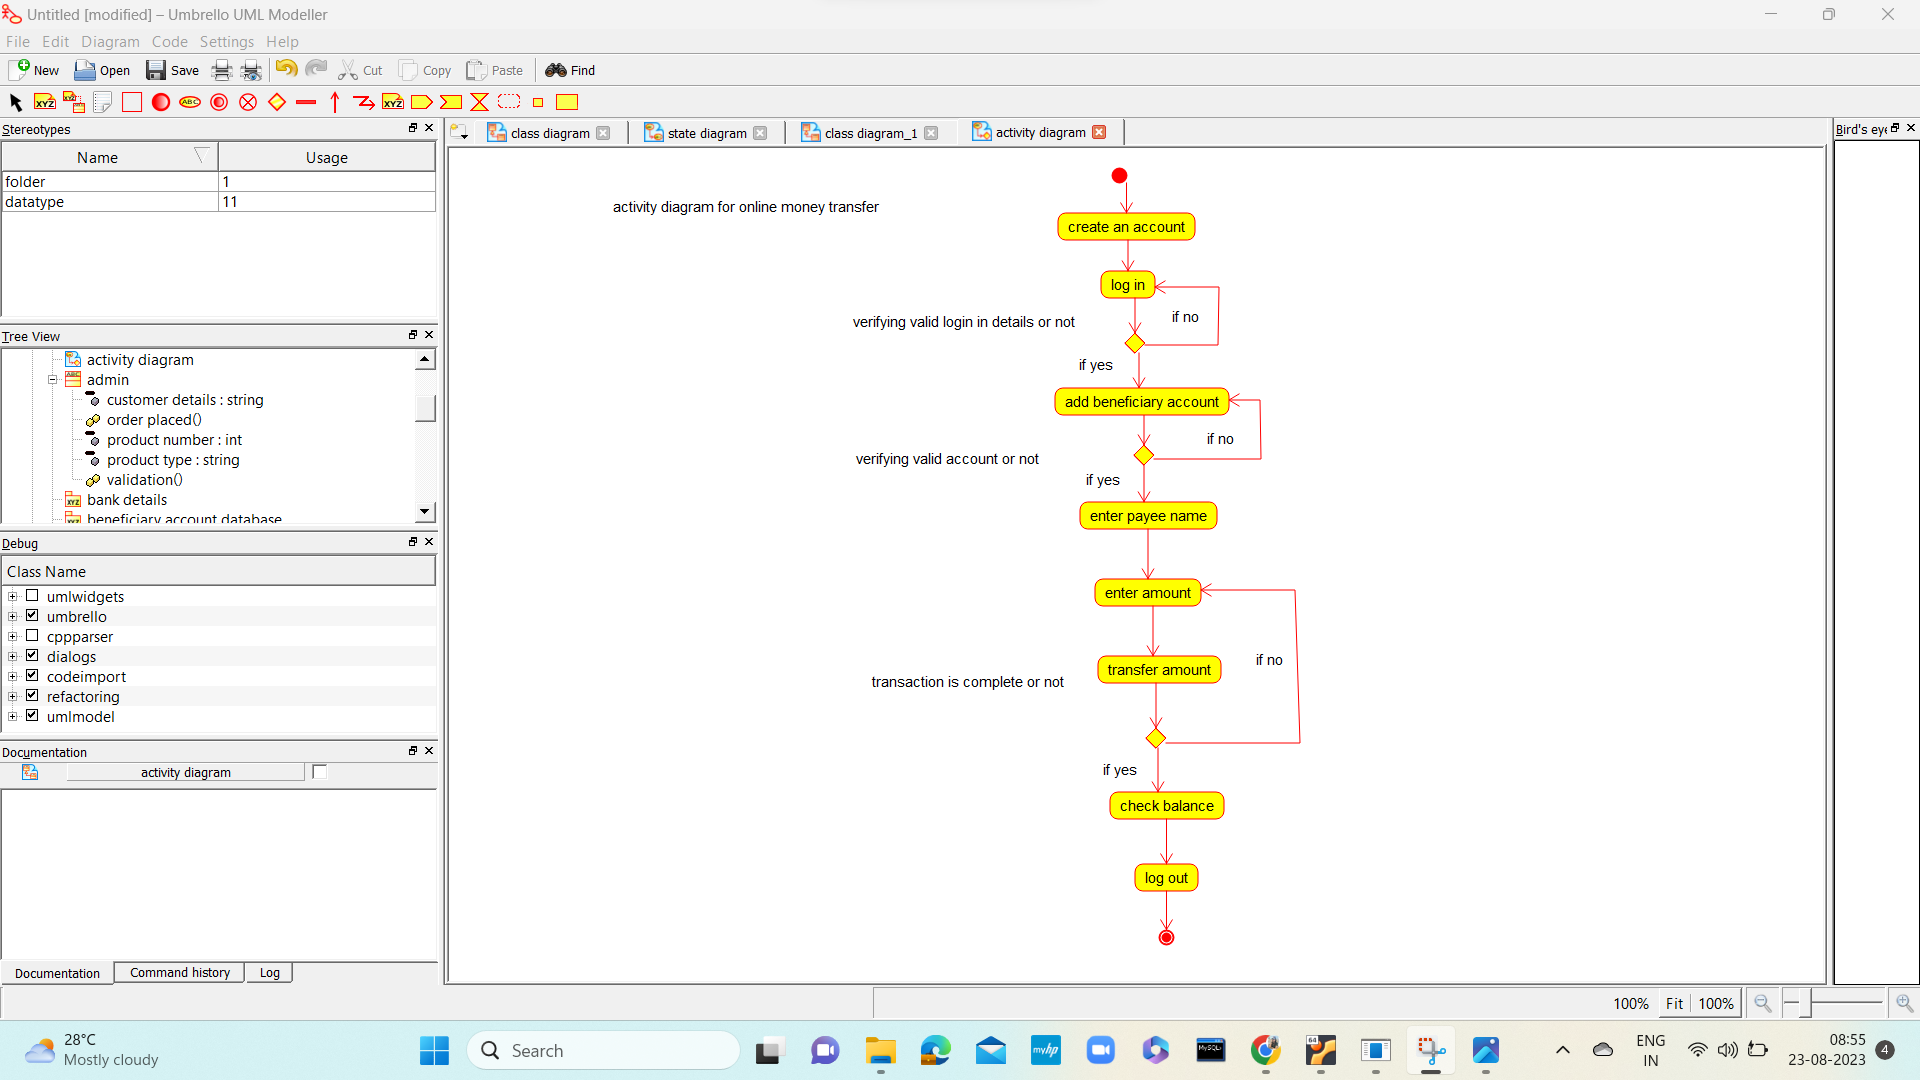 Untitled [modified] – Umbrello UML Modeller
File Edit Diagram Code Settings Help
New Open Save Cut Copy Paste Find
XYZ ABC XYZ
Stereotypes
Name Usage
folder 1
datatype 11
Tree View
activity diagram
admin
customer details : string
order placed()
product number : int
product type : string
validation()
bank details
beneficiary account database
Debug
Class Name
umlwidgets
umbrello
cppparser
dialogs
codeimport
refactoring
umlmodel
Documentation
activity diagram
Documentation Command history Log
class diagram state diagram class diagram_1 activity diagram
activity diagram for online money transfer
create an account
log in
if no
verifying valid login in details or not
if yes
add beneficiary account
if no
verifying valid account or not
if yes
enter payee name
enter amount
if no
transfer amount
transaction is complete or not
if yes
check balance
log out
Bird's eye
100% Fit 100%
28°C
Mostly cloudy
Search
myhp
MySQL
64
ENG
IN
08:55
23-08-2023
4